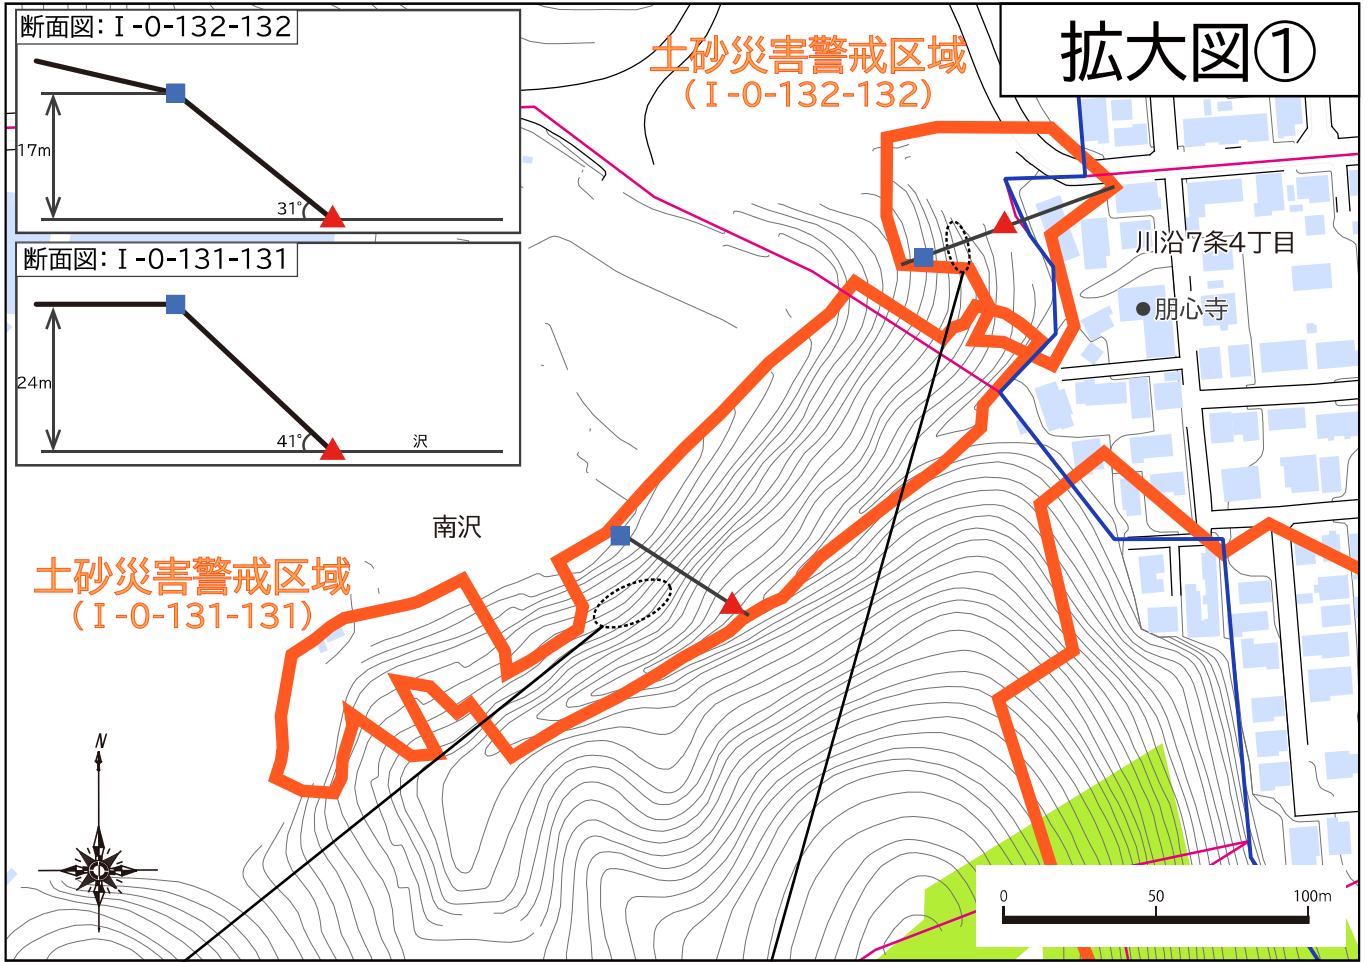 断面図：Ⅰ-0-132-132
17m
31°
断面図：Ⅰ-0-131-131
24m
41°
沢
土砂災害警戒区域
（Ⅰ-0-132-132）
拡大図①
川沿7条4丁目
朋心寺
南沢
土砂災害警戒区域
（Ⅰ-0-131-131）
N
0 50 100m